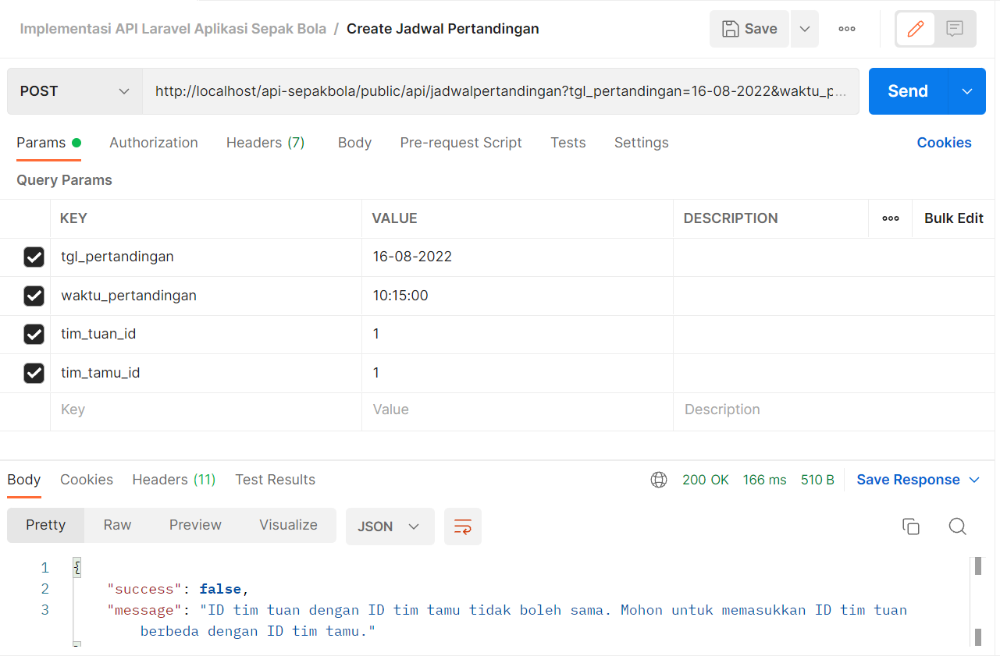 Implementasi API Laravel Aplikasi Sepak Bola / Create Jadwal Pertandingan
Save
POST
http://localhost/api-sepakbola/public/api/jadwalpertandingan?tgl_pertandingan=16-08-2022&waktu_p...
Send
Params Authorization Headers (7) Body Pre-request Script Tests Settings Cookies
Query Params
KEY VALUE DESCRIPTION Bulk Edit
tgl_pertandingan 16-08-2022
waktu_pertandingan 10:15:00
tim_tuan_id 1
tim_tamu_id 1
Key Value Description
Body Cookies Headers (11) Test Results 200 OK 166 ms 510 B Save Response
Pretty Raw Preview Visualize JSON
1 {
2 "success": false,
3 "message": "ID tim tuan dengan ID tim tamu tidak boleh sama. Mohon untuk memasukkan ID tim tuan
berbeda dengan ID tim tamu."